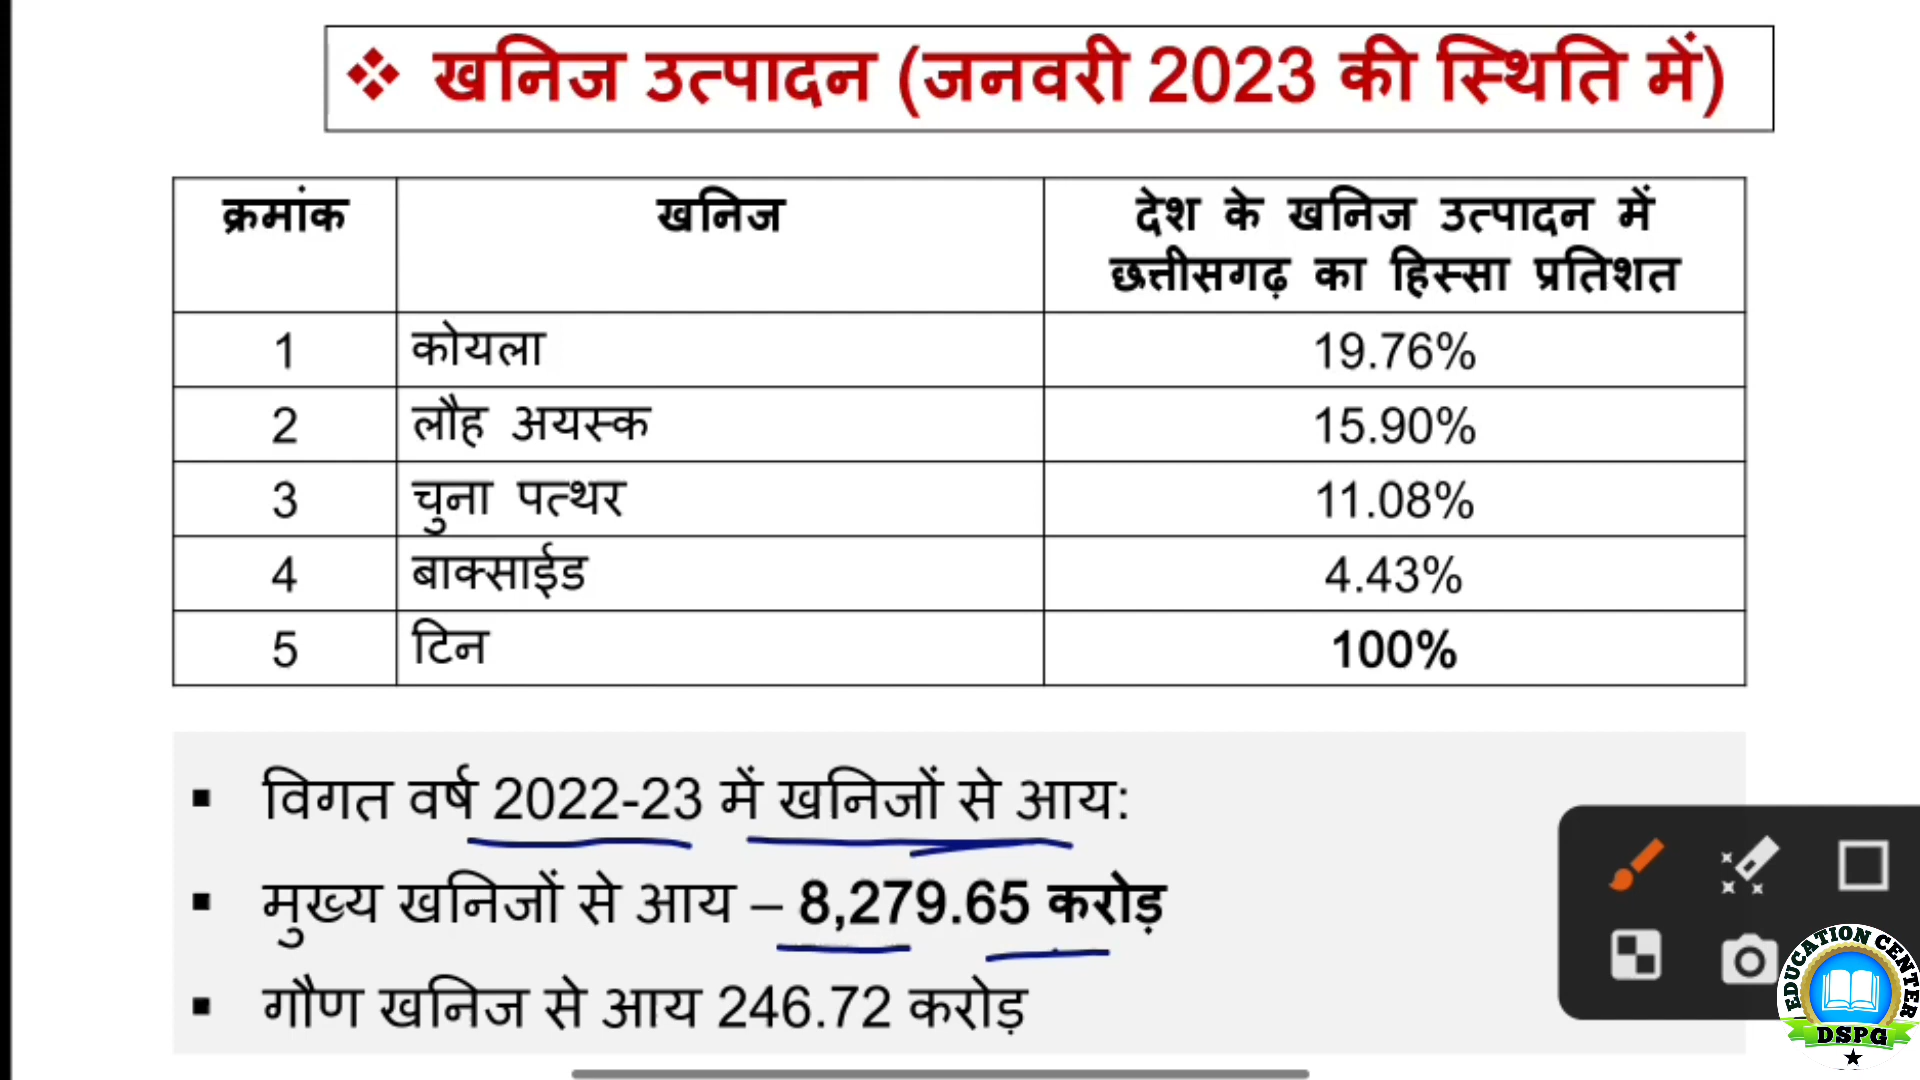 ❖ खनिज उत्पादन (जनवरी 2023 की स्थिति में)
क्रमांक खनिज देश के खनिज उत्पादन में
छत्तीसगढ़ का हिस्सा प्रतिशत
1 कोयला 19.76%
2 लौह अयस्क 15.90%
3 चुना पत्थर 11.08%
4 बाक्साईड 4.43%
5 टिन 100%
▪ विगत वर्ष 2022-23 में खनिजों से आय:
▪ मुख्य खनिजों से आय – 8,279.65 करोड़
▪ गौण खनिज से आय 246.72 करोड़
EDUCATION CENTER
DSPG